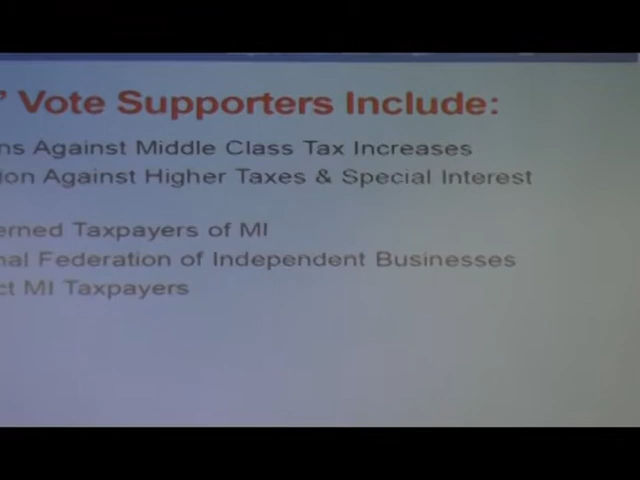 ” Vote Supporters Include:
ns Against Middle Class Tax Increases
ion Against Higher Taxes & Special Interest
erned Taxpayers of MI
nal Federation of Independent Businesses
ct MI Taxpayers